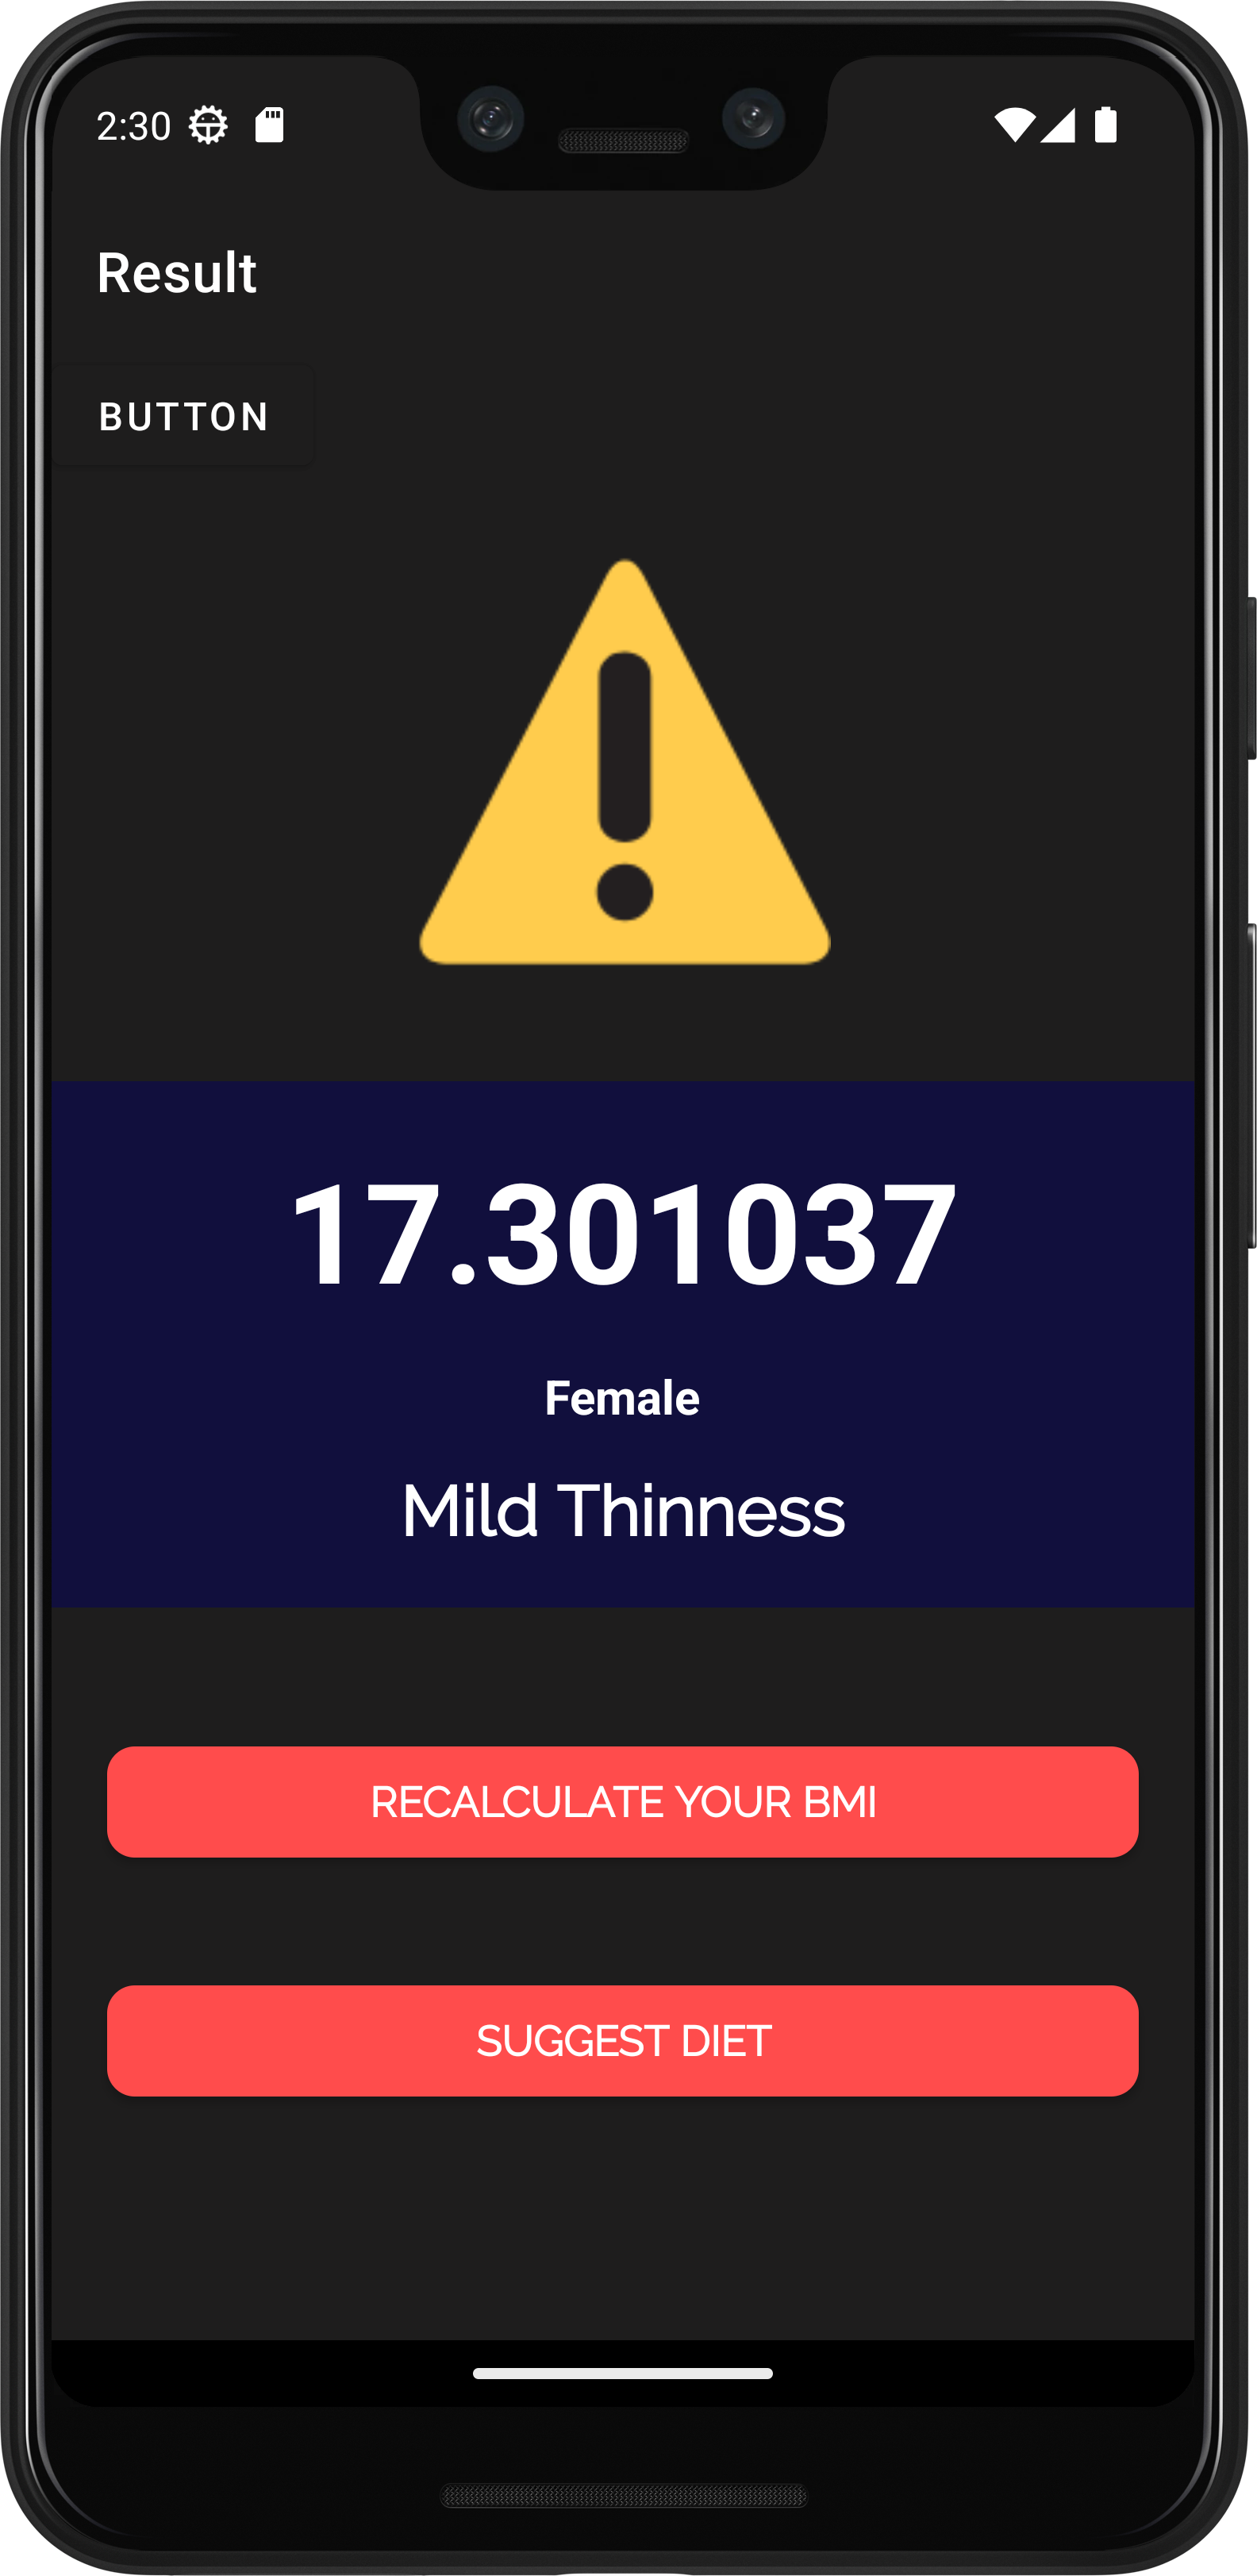 2:30
Result
BUTTON
17.301037
Female
Mild Thinness
RECALCULATE YOUR BMI
SUGGEST DIET